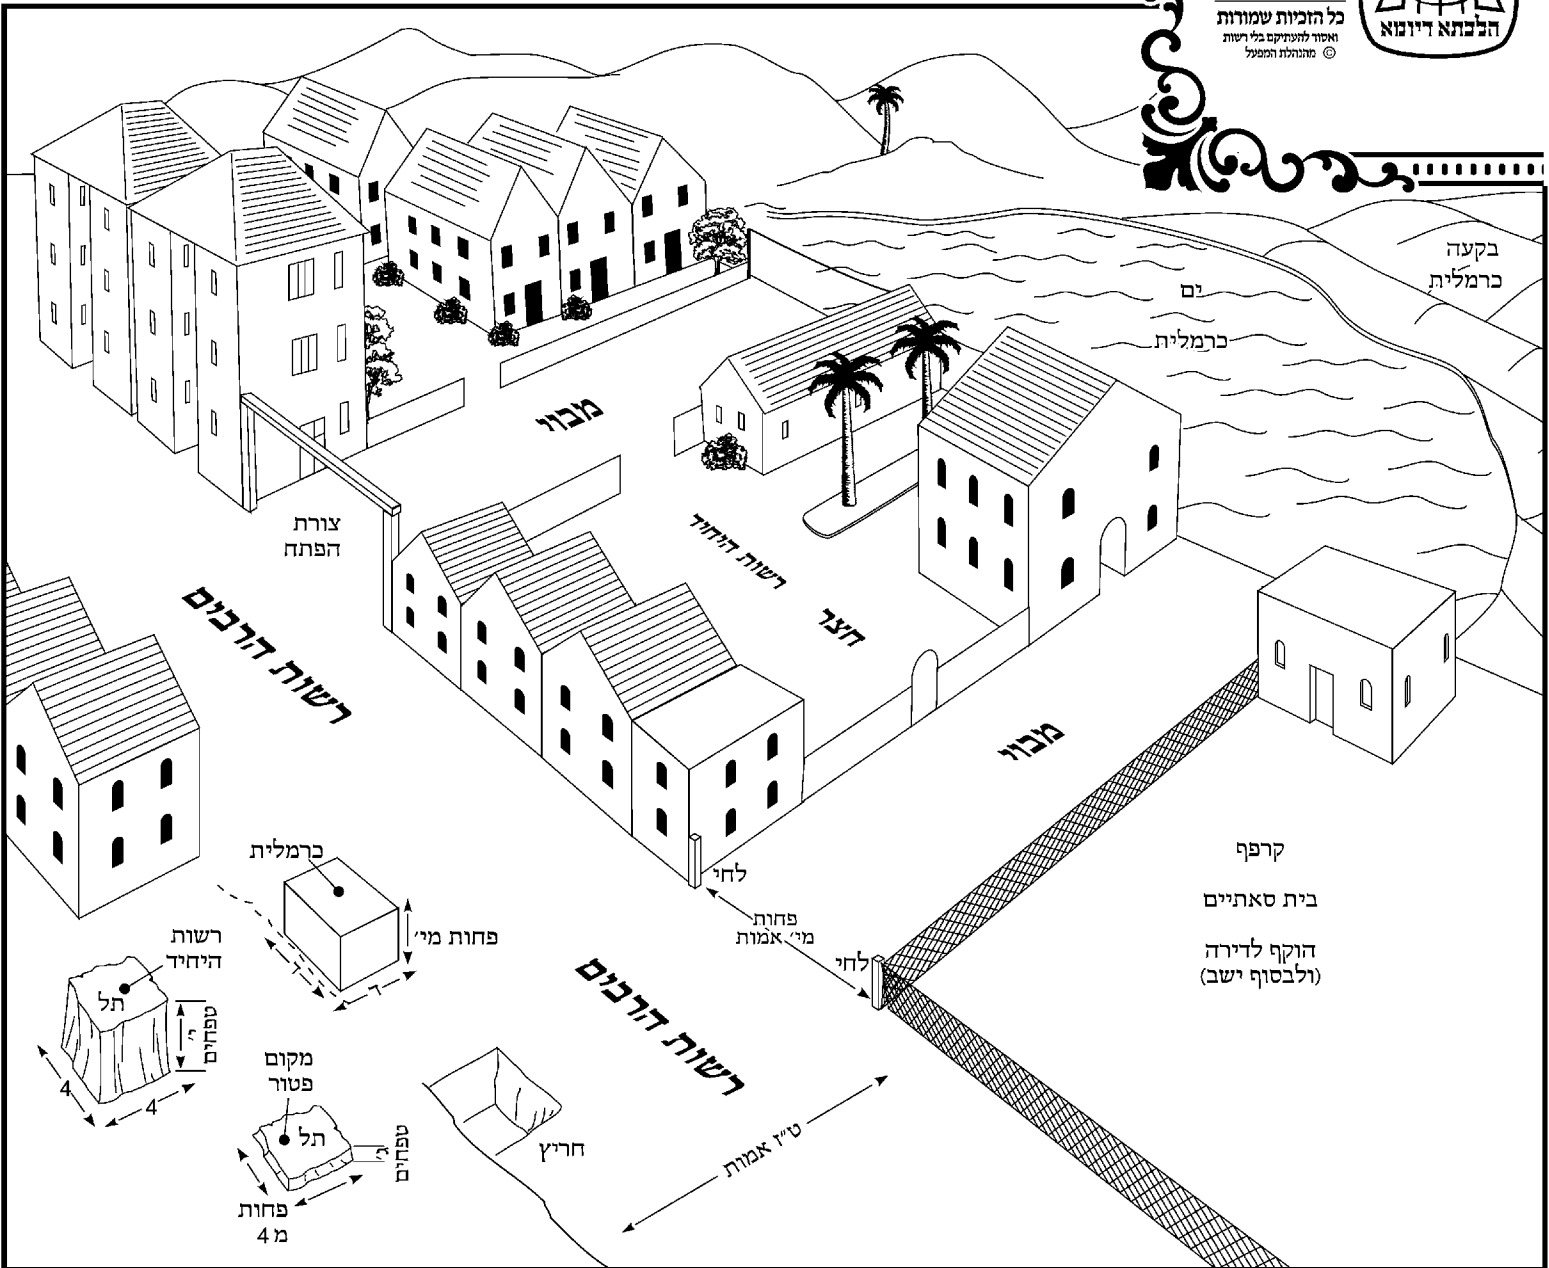 הלכתא דיומא
כל הזכיות שמורות
ואסור להעתיקם בלי רשות
© מהנהלת המפעל
בקעה
כרמלית
ים
כרמלית
מבוי
צורת
הפתח
רשות היחיד
חצר
רשות הרבים
מבוי
קרפף
בית סאתיים
הוקף לדירה
(ולבסוף ישב)
לחי
פחות
מי׳ אמות
לחי
כרמלית
פחות מי׳
ד
ד
רשות
היחיד
תל
י׳
טפחים
4
4
רשות הרבים
מקום
פטור
תל
ג׳
טפחים
פחות
מ 4
חריץ
ט״ז אמות